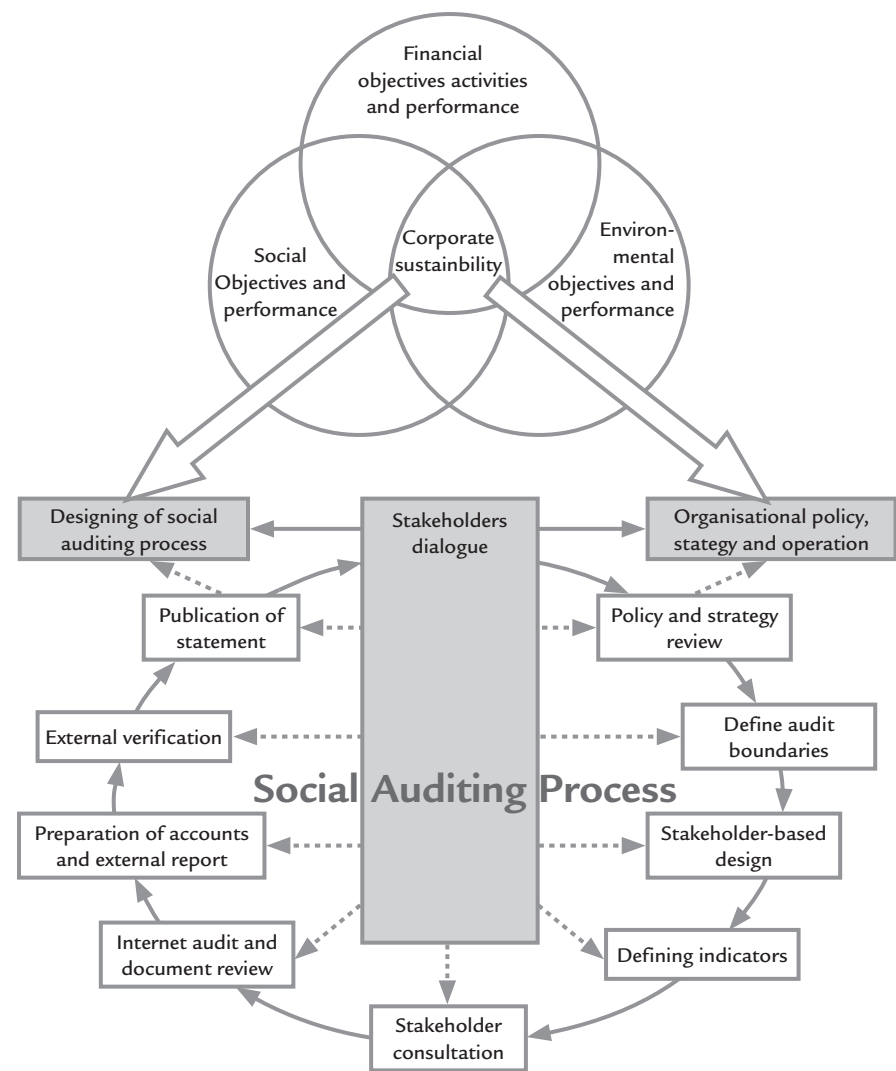 Financial
objectives activities
and performance
Corporate
sustainbility
Social
Objectives and
performance
Environ-
mental
objectives and
performance
Designing of social
auditing process
Stakeholders
dialogue
Organisational policy,
stategy and operation
Publication of
statement
Policy and strategy
review
External verification
Define audit
boundaries
Social Auditing Process
Preparation of accounts
and external report
Stakeholder-based
design
Internet audit and
document review
Defining indicators
Stakeholder
consultation